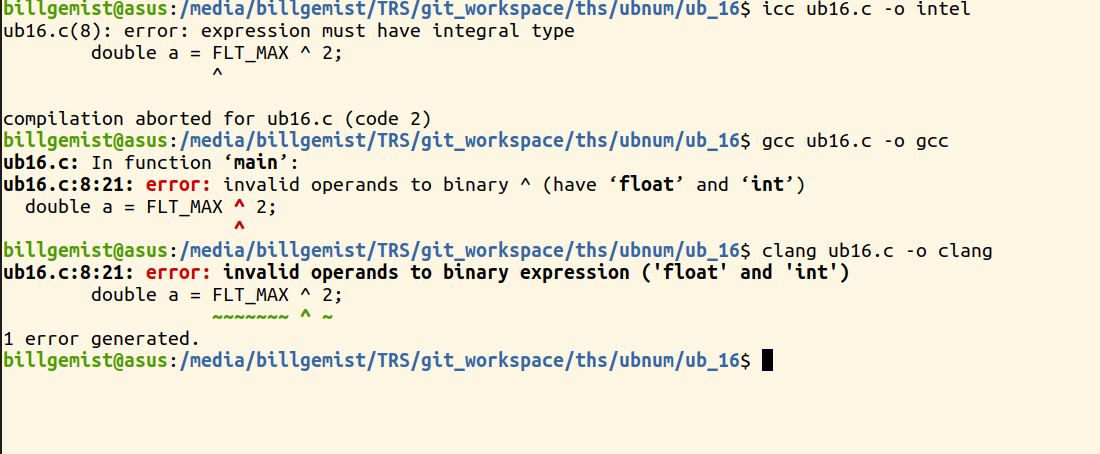 billgemist@asus:/media/billgemist/TRS/git_workspace/ths/ubnum/ub_16$ icc ub16.c -o intel
ub16.c(8): error: expression must have integral type
        double a = FLT_MAX ^ 2;
                   ^
compilation aborted for ub16.c (code 2)
billgemist@asus:/media/billgemist/TRS/git_workspace/ths/ubnum/ub_16$ gcc ub16.c -o gcc
ub16.c: In function ‘main’:
ub16.c:8:21: error: invalid operands to binary ^ (have ‘float’ and ‘int’)
  double a = FLT_MAX ^ 2;
                     ^
billgemist@asus:/media/billgemist/TRS/git_workspace/ths/ubnum/ub_16$ clang ub16.c -o clang
ub16.c:8:21: error: invalid operands to binary expression ('float' and 'int')
        double a = FLT_MAX ^ 2;
                   ~~~~~~~ ^ ~
1 error generated.
billgemist@asus:/media/billgemist/TRS/git_workspace/ths/ubnum/ub_16$